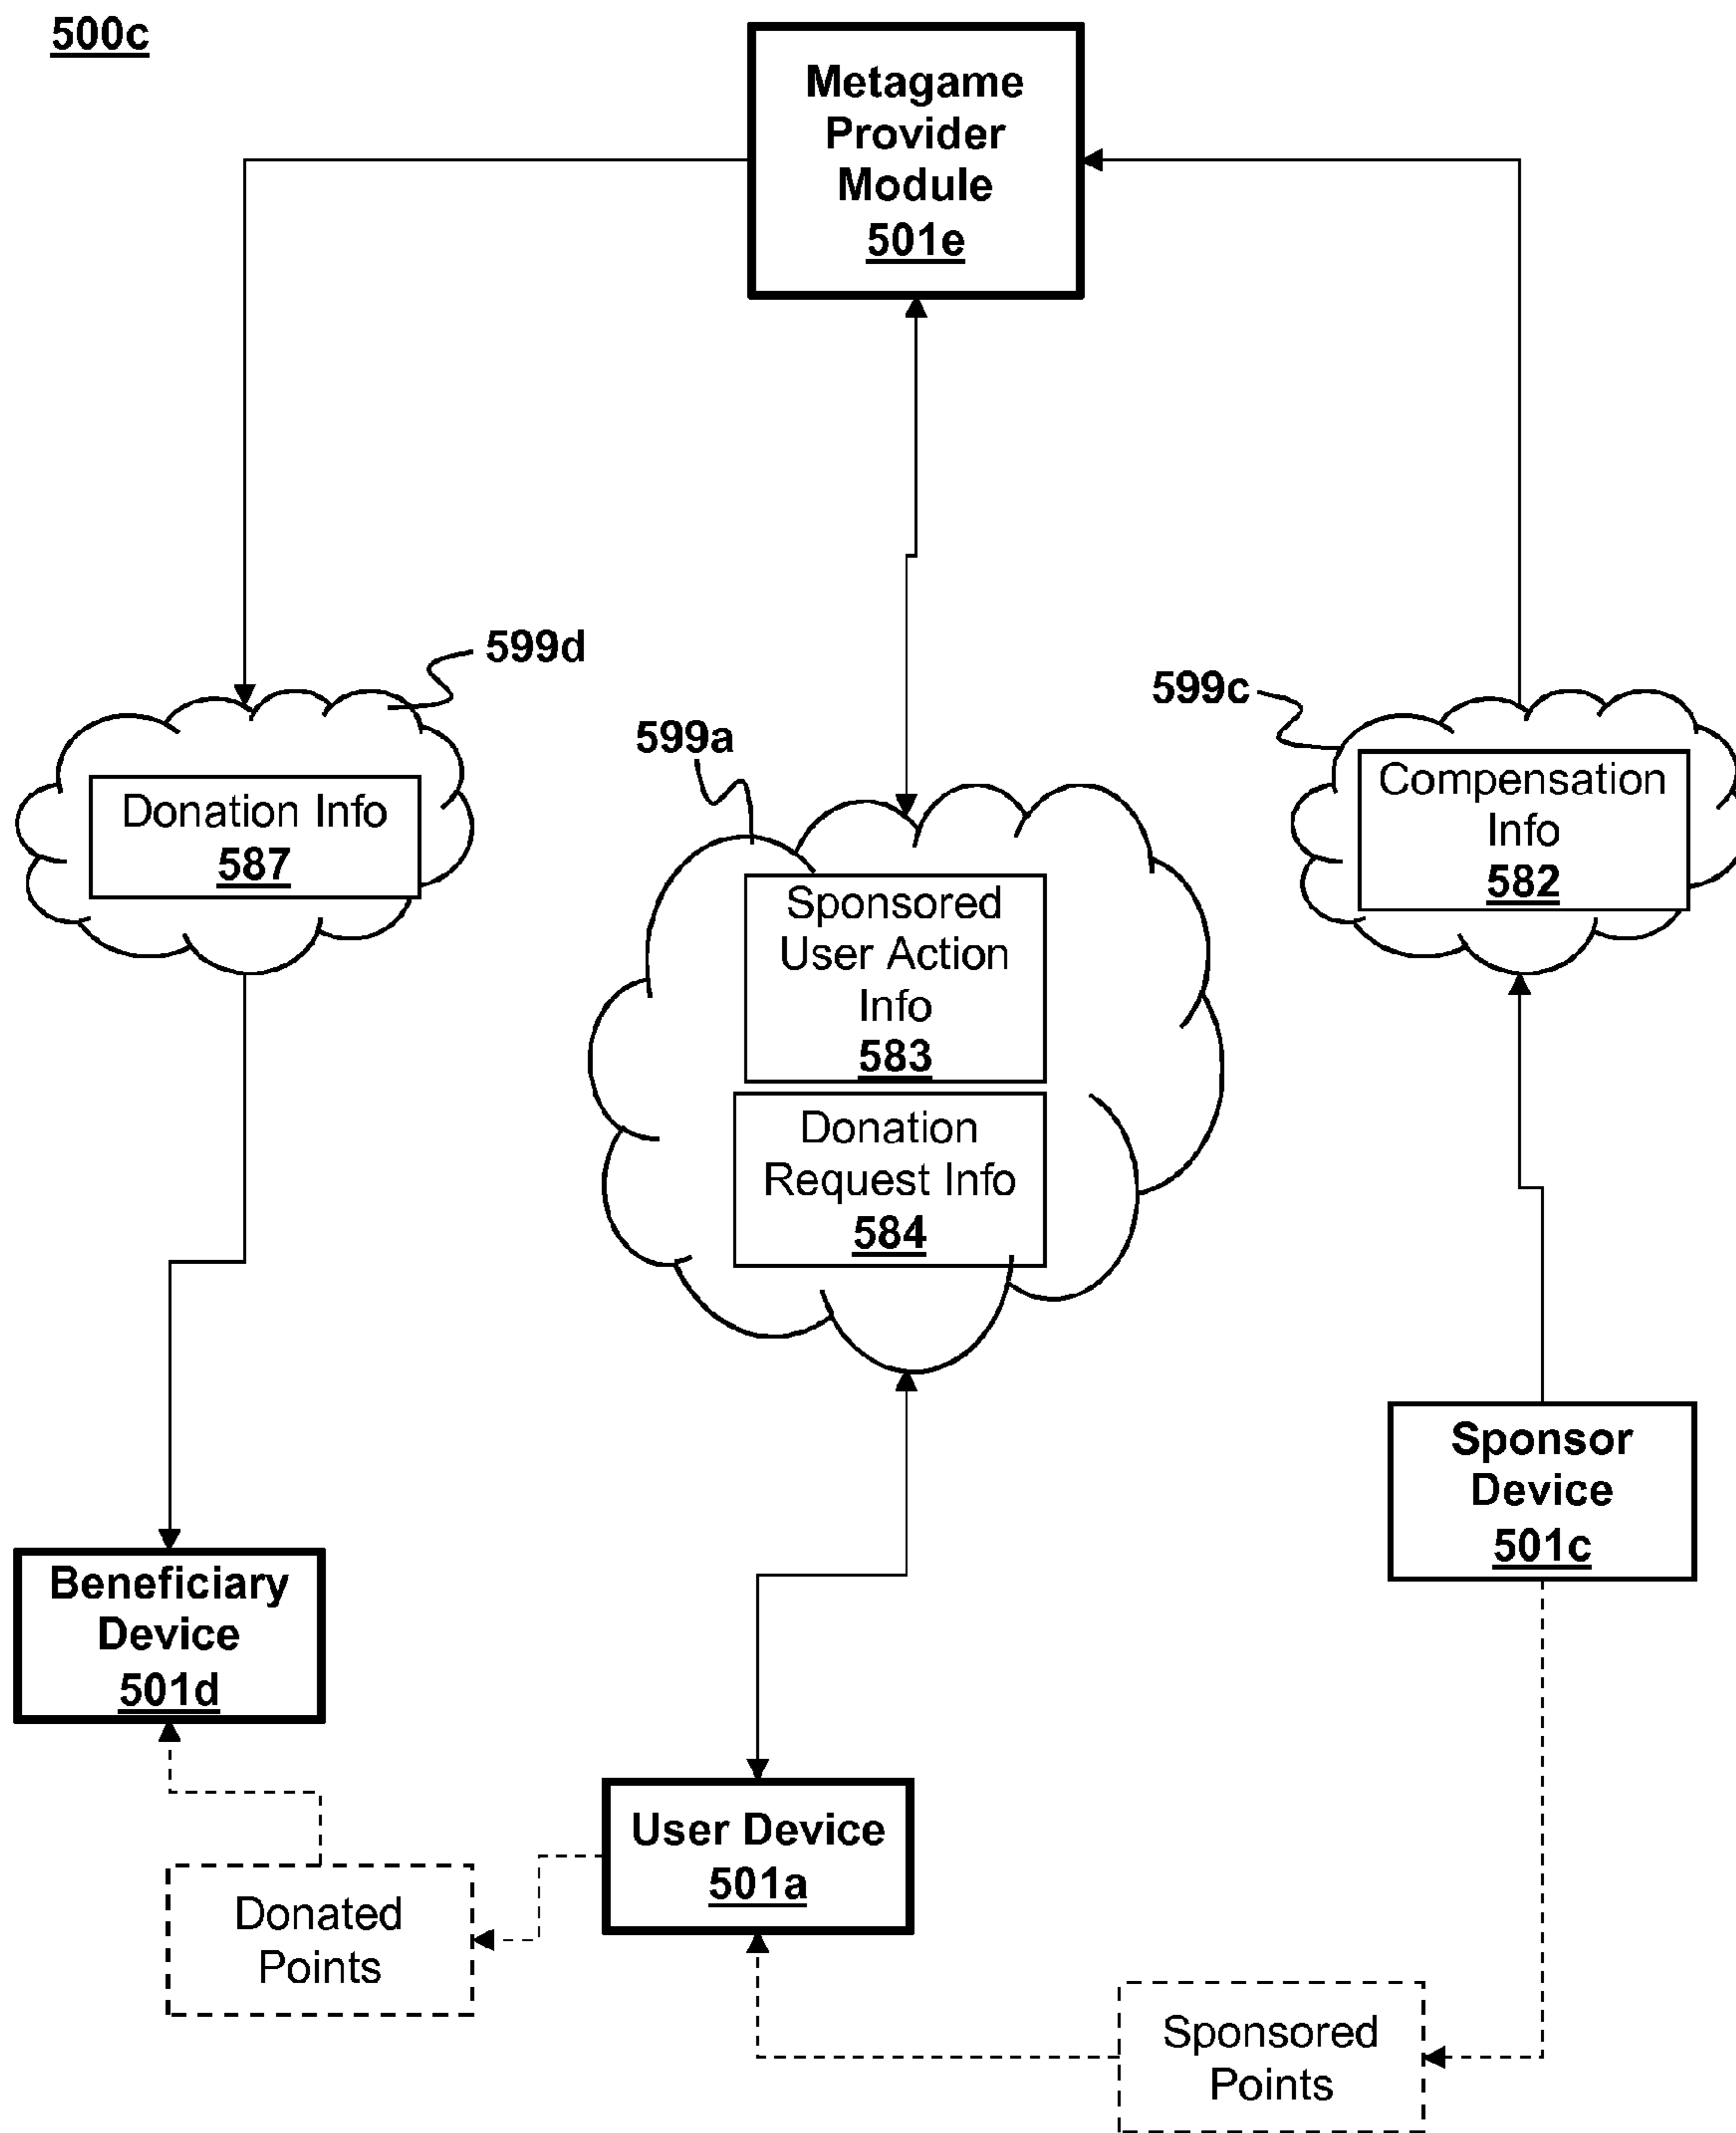 500c
Metagame
Provider
Module
501e
599d
599c
599a
Donation Info
587
Compensation
Info
582
Sponsored
User Action
Info
583
Donation
Request Info
584
Sponsor
Device
501c
Beneficiary
Device
501d
User Device
501a
Donated
Points
Sponsored
Points